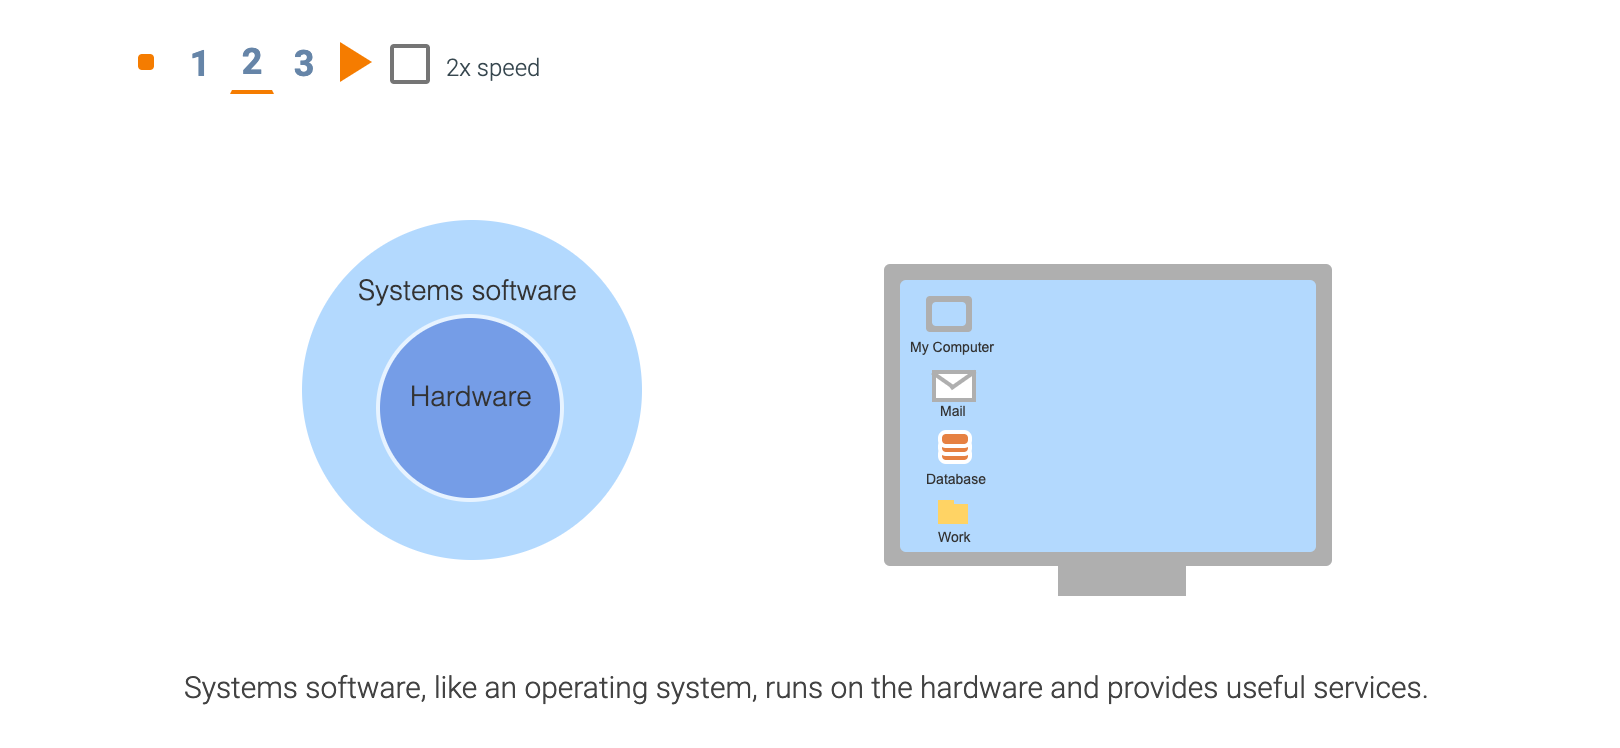 1 2 3 2x speed
Systems software
Hardware
My Computer
Mail
Database
Work
Systems software, like an operating system, runs on the hardware and provides useful services.